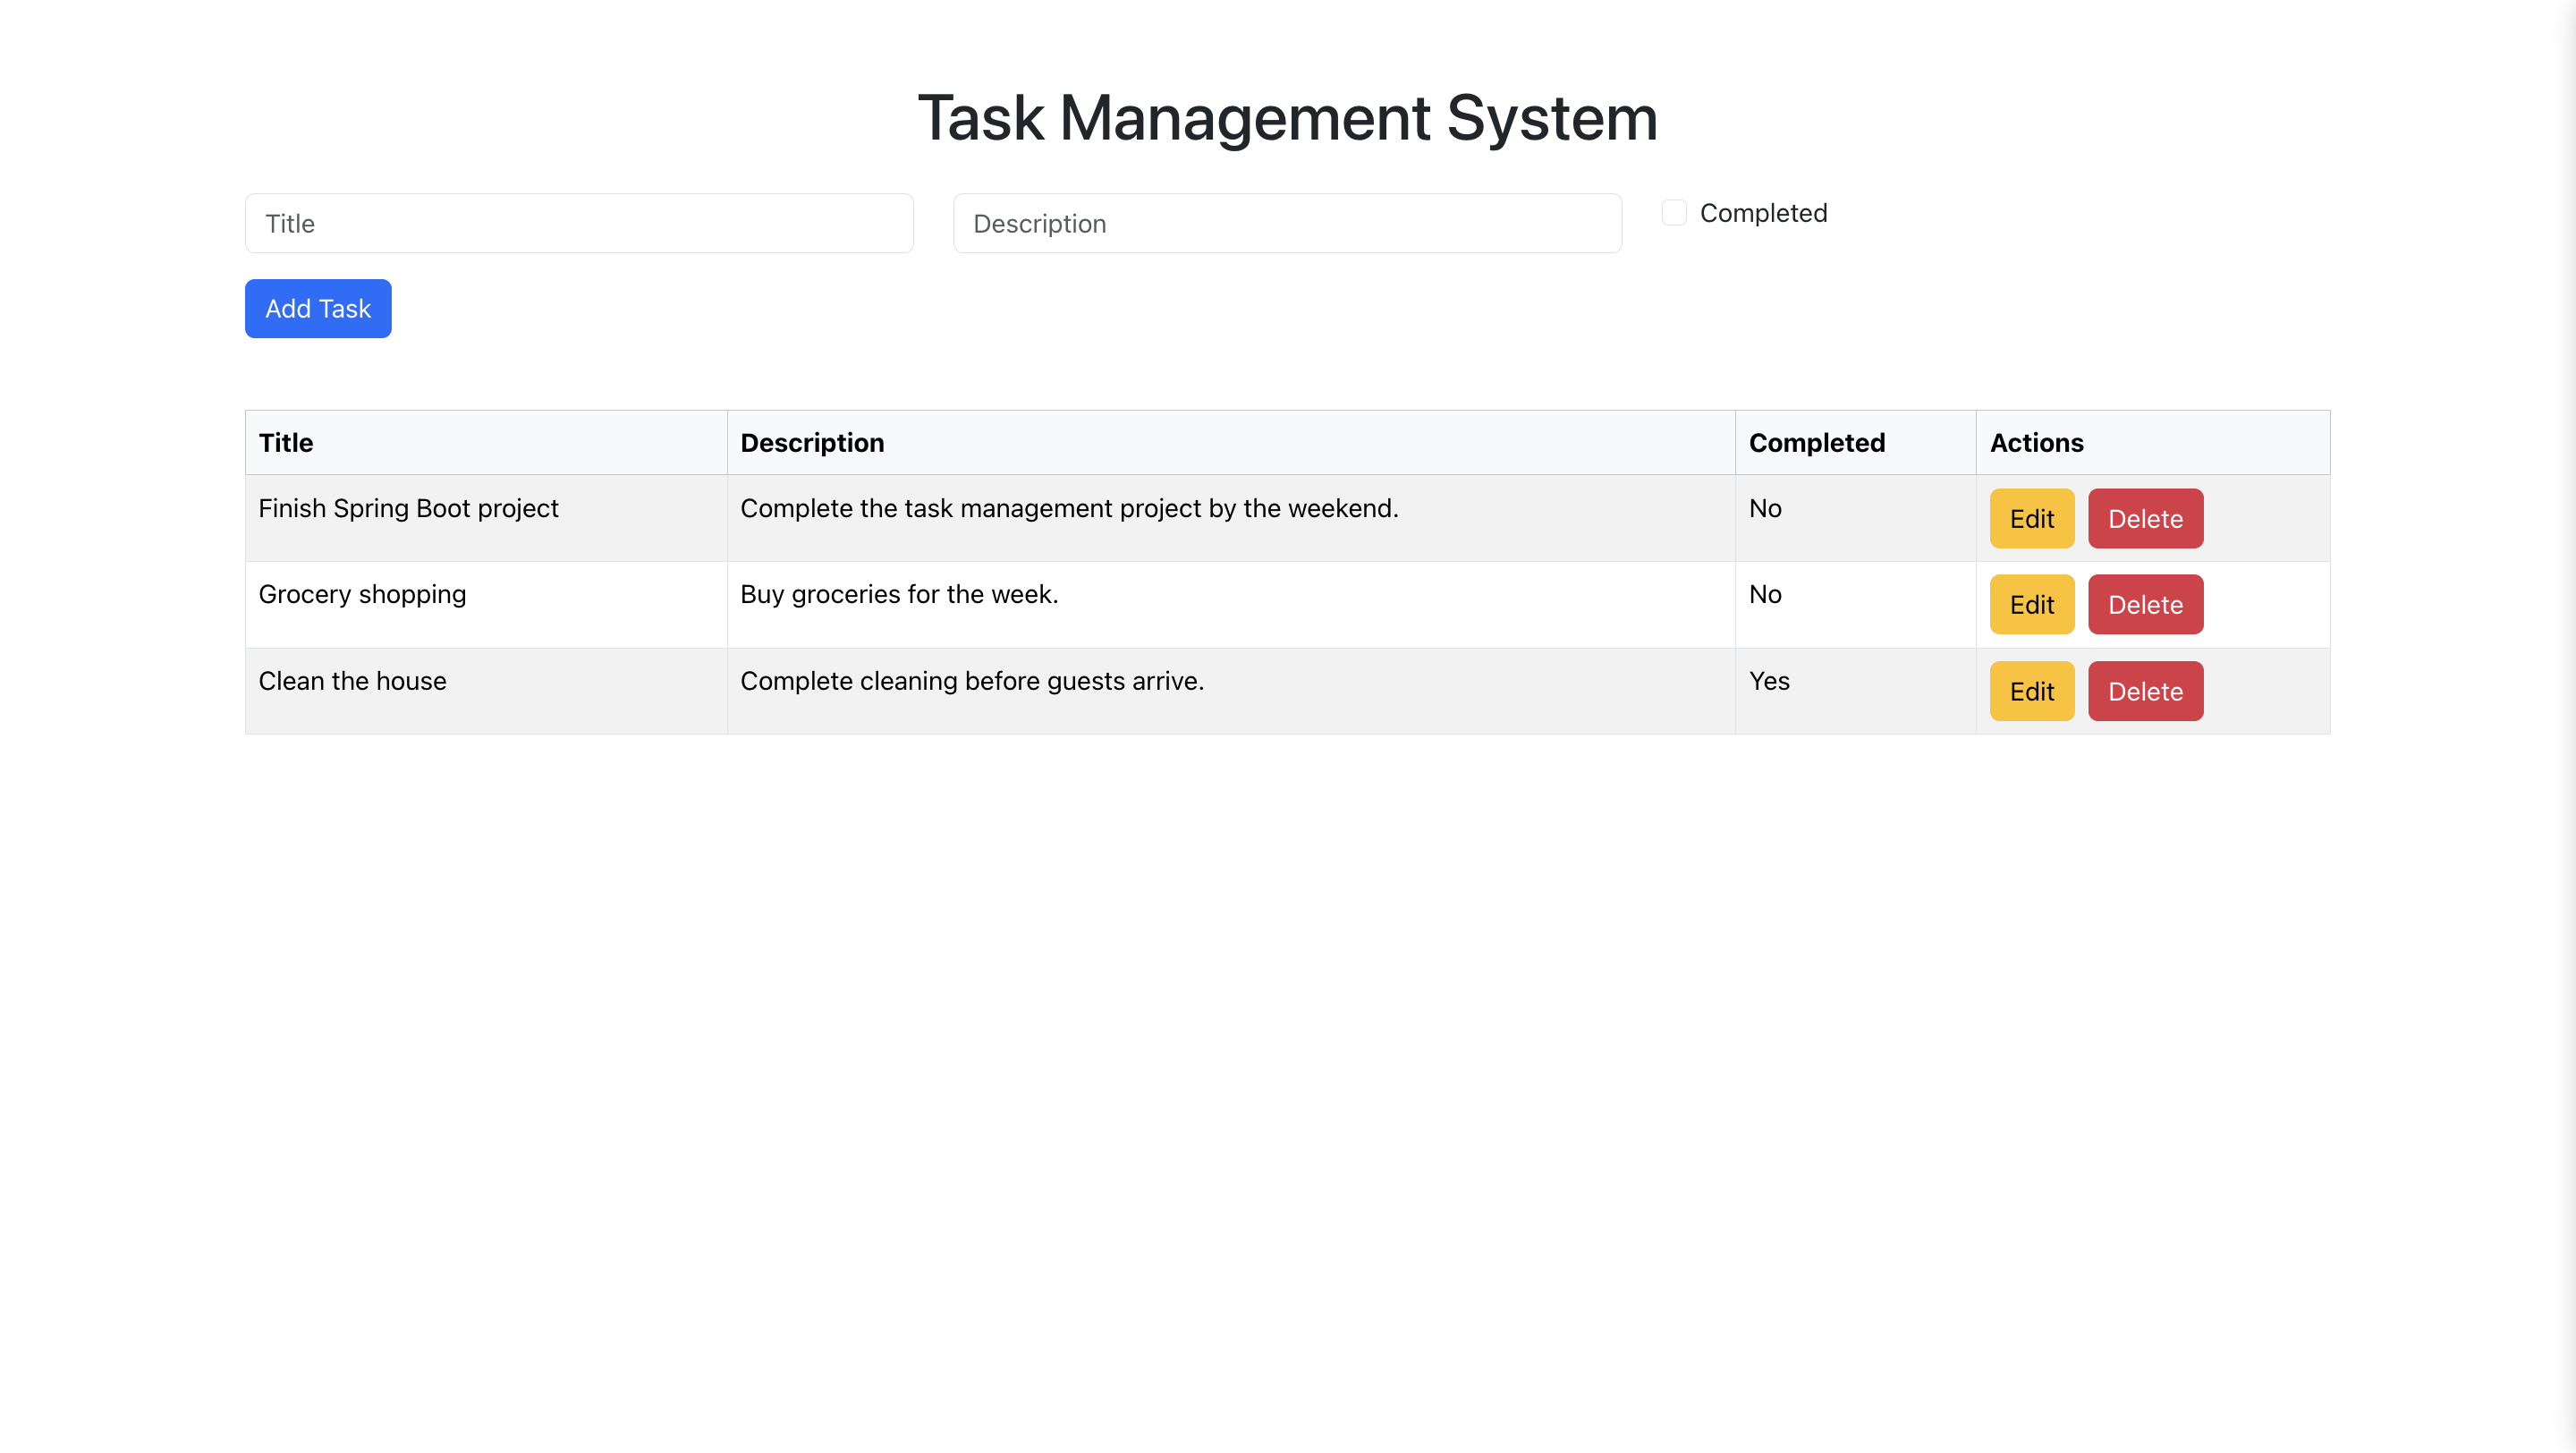 Task Management System
Title Description Completed
Add Task
Title Description Completed Actions
Finish Spring Boot project Complete the task management project by the weekend. No Edit Delete
Grocery shopping Buy groceries for the week. No Edit Delete
Clean the house Complete cleaning before guests arrive. Yes Edit Delete